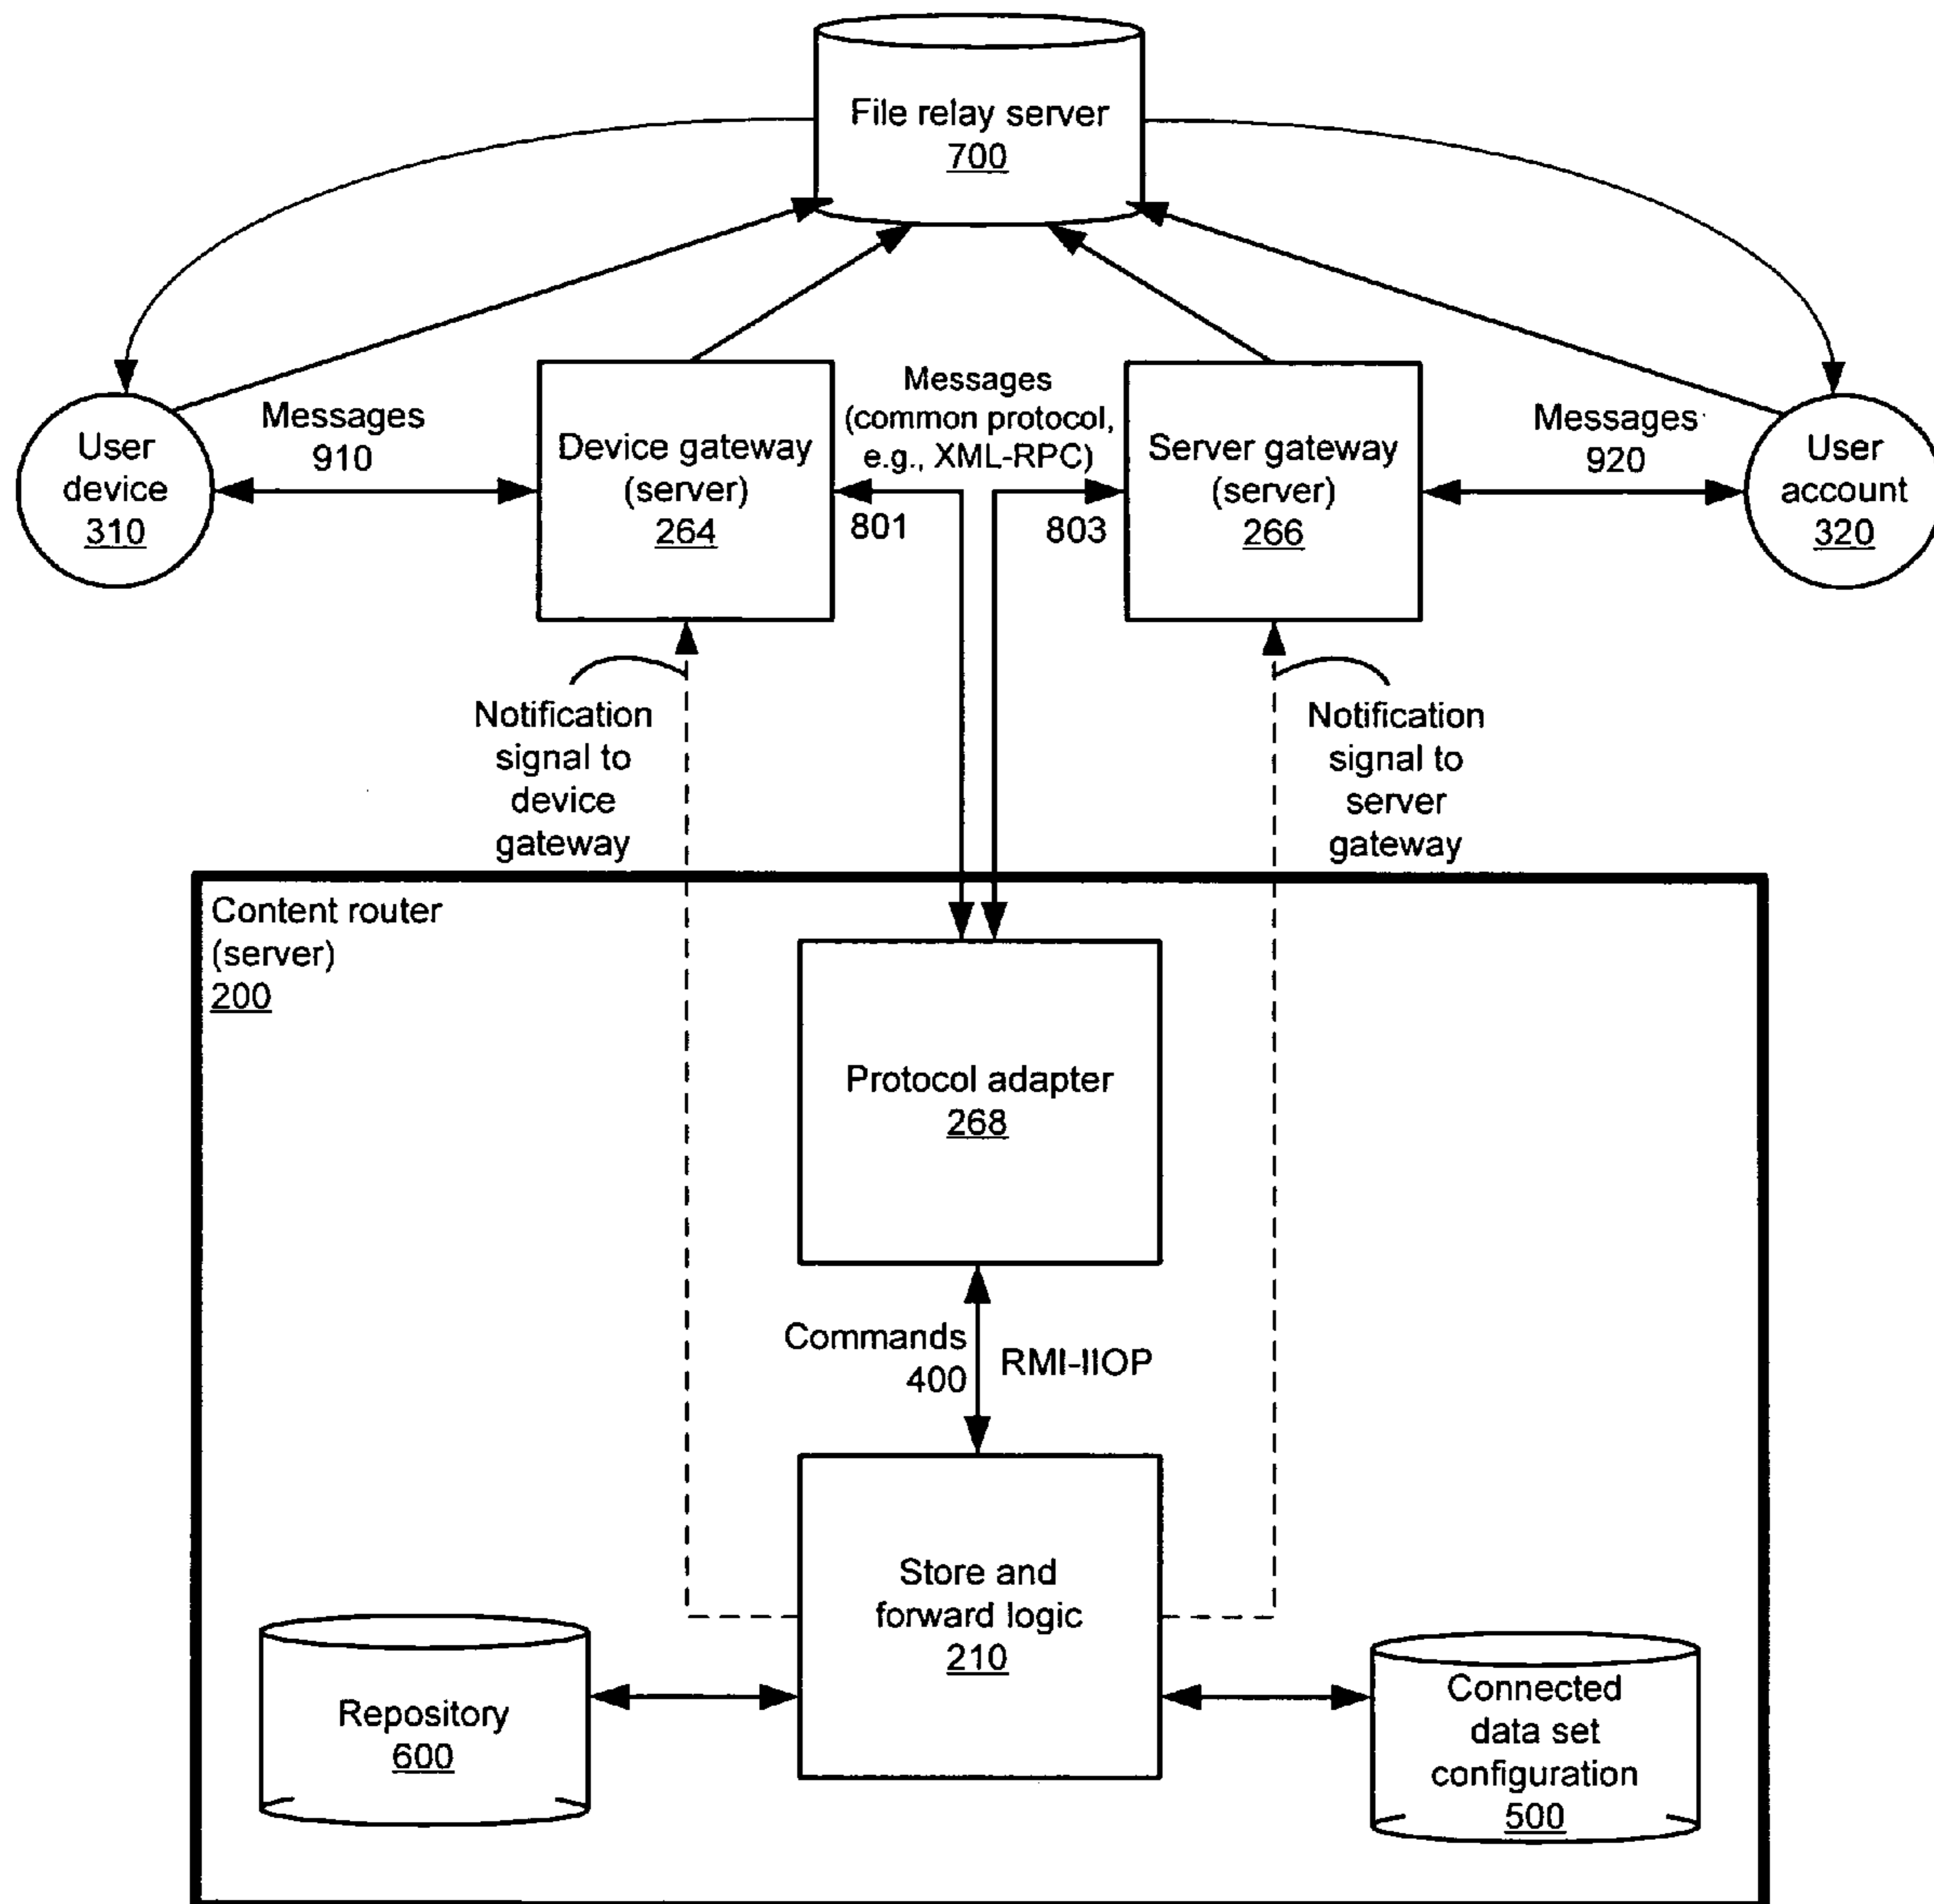 File relay server
700
Messages
(common protocol,
e.g., XML-RPC)
User
device
310
Messages
910
Device gateway
(server)
264
801
803
Server gateway
(server)
266
Messages
920
User
account
320
Notification
signal to
device
gateway
Notification
signal to
server
gateway
Content router
(server)
200
Protocol adapter
268
Commands
400
RMI-IIOP
Store and
forward logic
210
Repository
600
Connected
data set
configuration
500